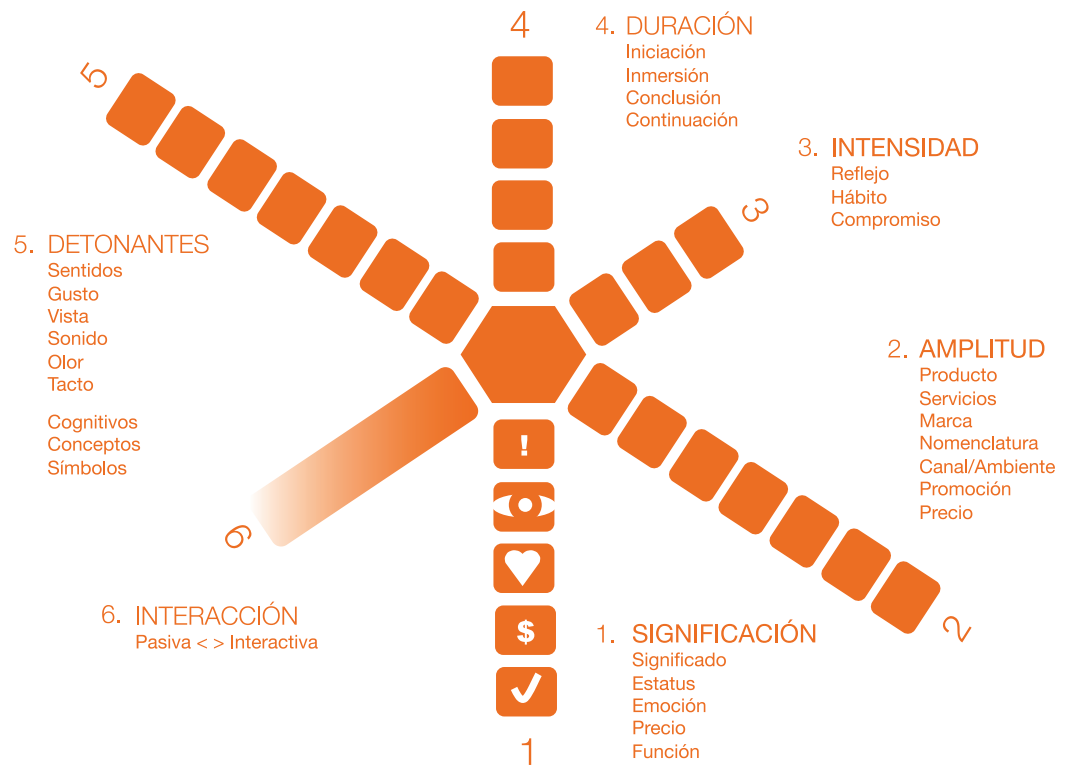 4
4. DURACIÓN
Iniciación
Inmersión
Conclusión
Continuación
3
3. INTENSIDAD
Reflejo
Hábito
Compromiso
5
5. DETONANTES
Sentidos
Gusto
Vista
Sonido
Olor
Tacto
Cognitivos
Conceptos
Símbolos
2. AMPLITUD
Producto
Servicios
Marca
Nomenclatura
Canal/Ambiente
Promoción
Precio
2
6
6. INTERACCIÓN
Pasiva < > Interactiva
!
$
1
1. SIGNIFICACIÓN
Significado
Estatus
Emoción
Precio
Función